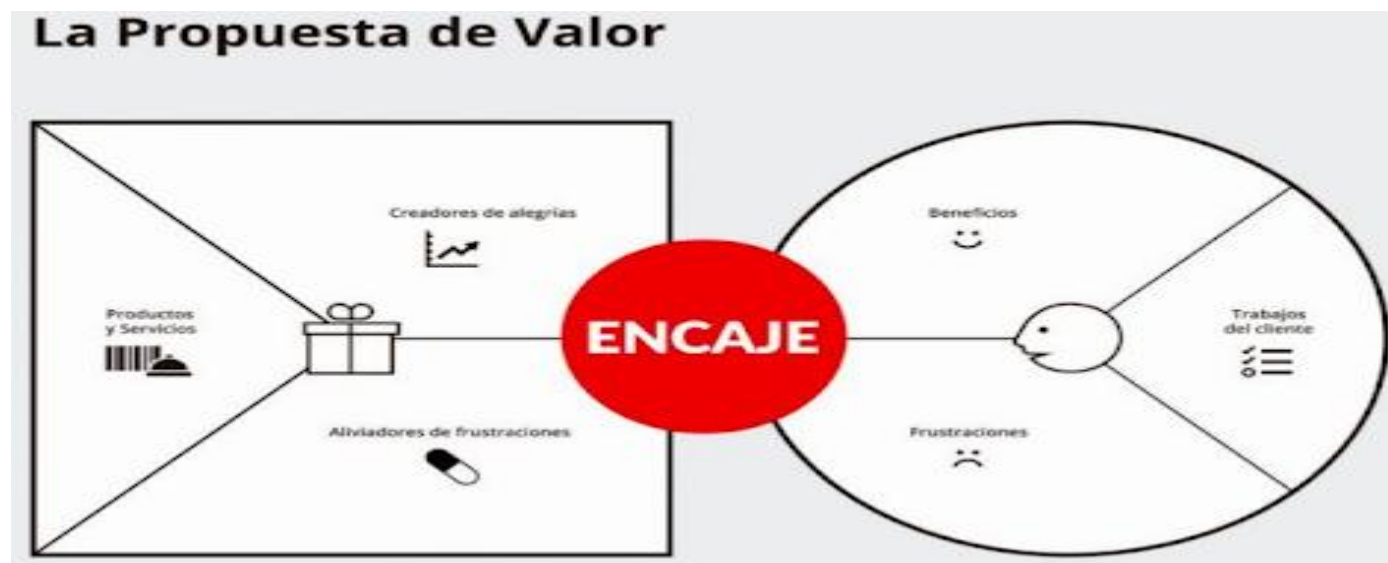 La Propuesta de Valor
Creadores de alegrías
Productos
y Servicios
Aliviadores de frustraciones
ENCAJE
Beneficios
Trabajos
del cliente
Frustraciones